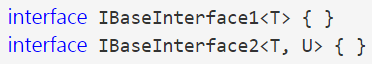 interface IBaseInterface1<T> { }
interface IBaseInterface2<T, U> { }